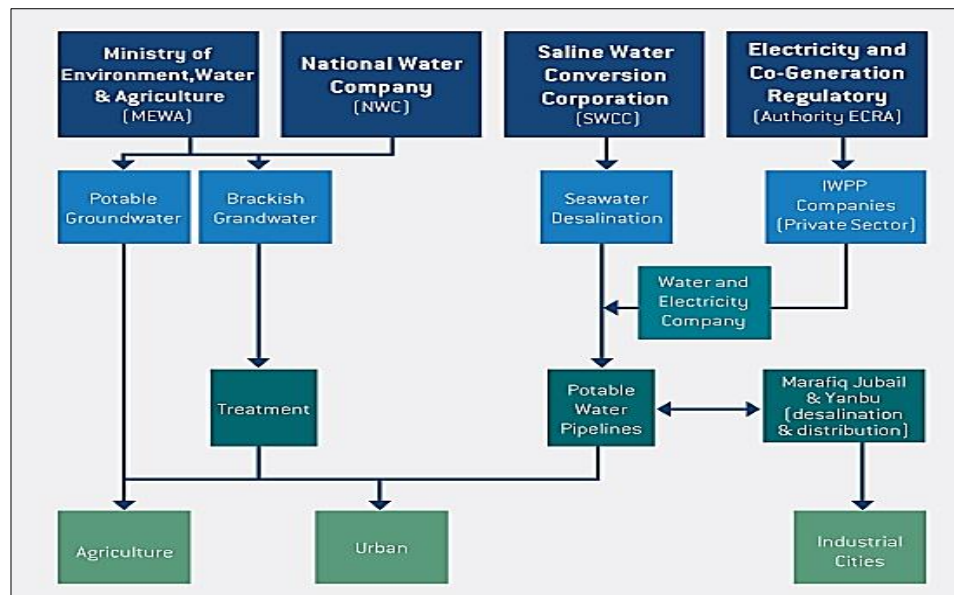 Ministry of
Environment,Water
& Agriculture
(MEWA)
National Water
Company
(NWC)
Saline Water
Conversion
Corporation
(SWCC)
Electricity and
Co-Generation
Regulatory
(Authority ECRA)
Potable
Groundwater
Brackish
Grandwater
Seawater
Desalination
IWPP
Companies
(Private Sector)
Water and
Electricity
Company
Treatment
Potable
Water
Pipelines
Marafiq Jubail
& Yanbu
(desalination
& distribution)
Agriculture
Urban
Industrial
Cities